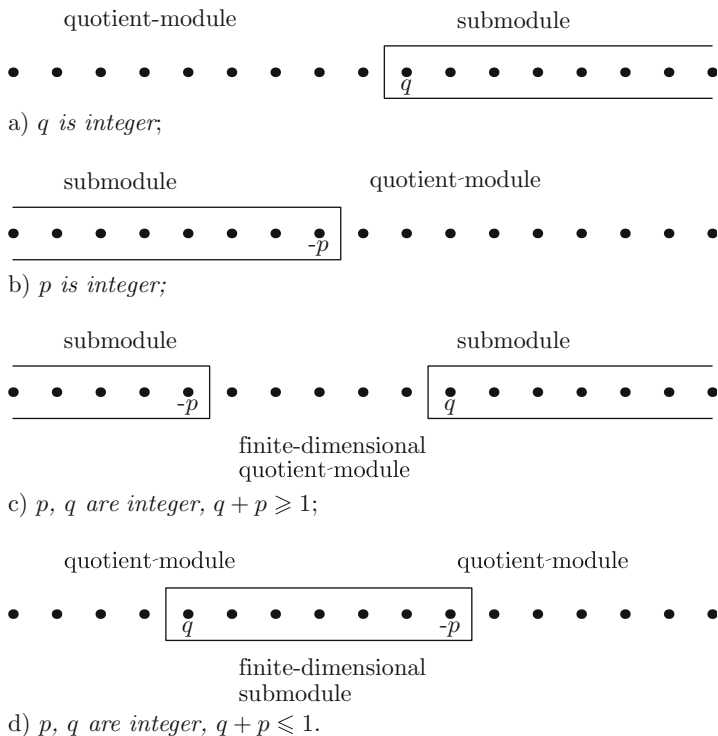 quotient-module submodule
q
a) q is integer;
submodule quotient-module
-p
b) p is integer;
submodule submodule
-p q
finite-dimensional
quotient-module
c) p, q are integer, q + p ⩾ 1;
quotient-module quotient-module
q -p
finite-dimensional
submodule
d) p, q are integer, q + p ⩽ 1.